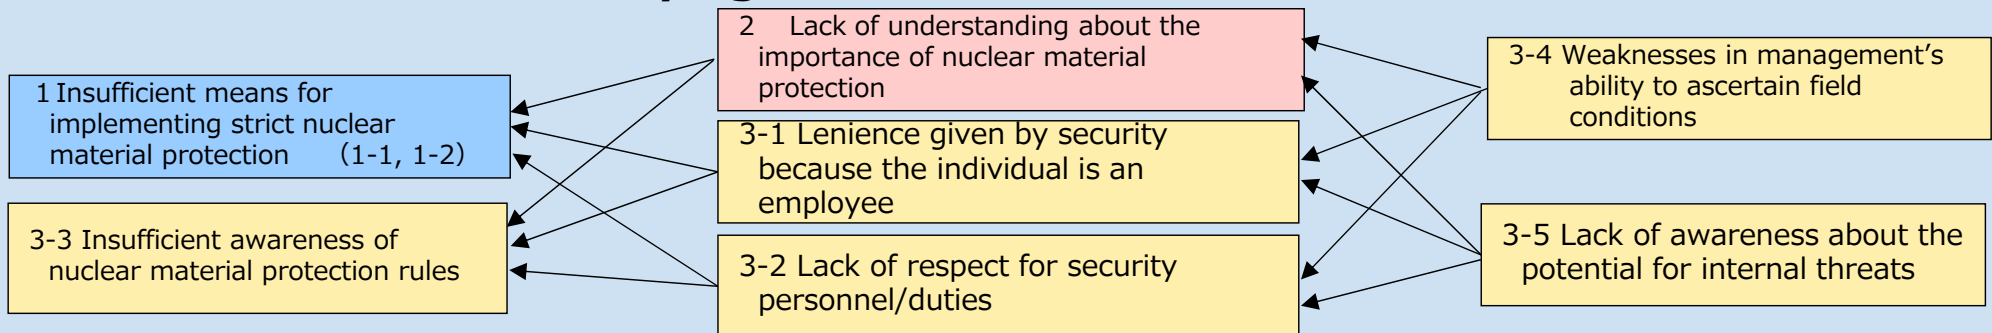 1 Insufficient means for
implementing strict nuclear
material protection （1-1, 1-2）
3-3 Insufficient awareness of
nuclear material protection rules
2 Lack of understanding about the
importance of nuclear material
protection
3-1 Lenience given by security
because the individual is an
employee
3-2 Lack of respect for security
personnel/duties
3-4 Weaknesses in management’s
ability to ascertain field
conditions
3-5 Lack of awareness about the
potential for internal threats